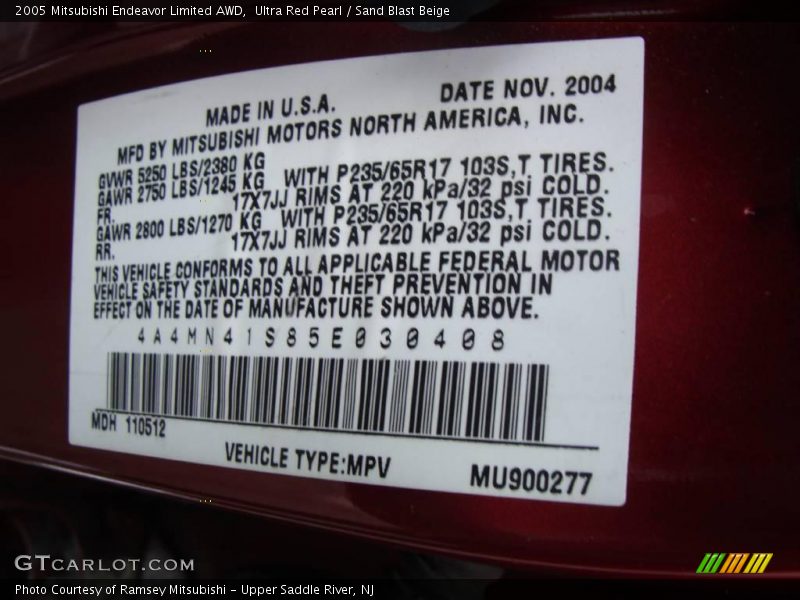 2005 Mitsubishi Endeavor Limited AWD,  Ultra Red Pearl / Sand Blast Beige
MADE IN U.S.A.
DATE NOV. 2004
MFD BY MITSUBISHI MOTORS NORTH AMERICA, INC.
GVWR 5250 LBS/2380 KG
GAWR 2750 LBS/1245 KG WITH P235/65R17 103S,T TIRES.
FR. 17X7JJ RIMS AT 220 kPa/32 psi COLD.
GAWR 2800 LBS/1270 KG WITH P235/65R17 103S,T TIRES.
RR. 17X7JJ RIMS AT 220 kPa/32 psi COLD.
THIS VEHICLE CONFORMS TO ALL APPLICABLE FEDERAL MOTOR
VEHICLE SAFETY STANDARDS AND THEFT PREVENTION IN
EFFECT ON THE DATE OF MANUFACTURE SHOWN ABOVE.
4A4MN41S85E030408
MDH 110512
VEHICLE TYPE:MPV
MU900277
GTCARLOT.COM
Photo Courtesy of Ramsey Mitsubishi - Upper Saddle River, NJ